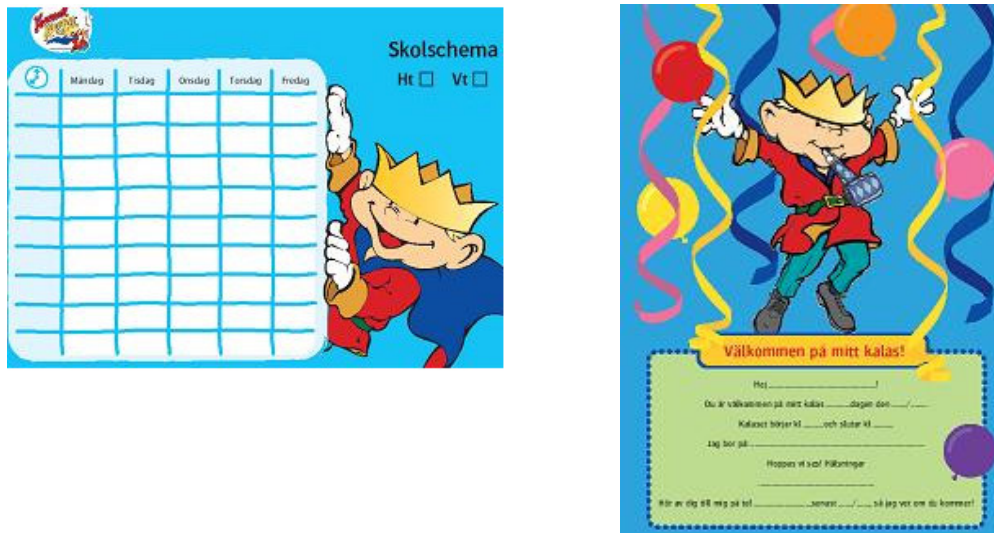 Skolschema
Ht Vt
Måndag Tisdag Onsdag Torsdag Fredag
Välkommen på mitt kalas!
Hej !
Du är välkommen på mitt kalas dagen den /
Kalaset börjar kl och slutar kl
Jag bor på
Hoppas vi ses! Hälsningar
Hör av dig till mig på tel senast / , så jag vet om du kommer!